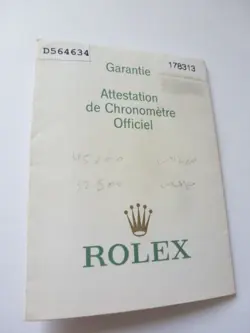 D564634
Garantie
178313
Attestation
de Chronomètre
Officiel
ROLEX